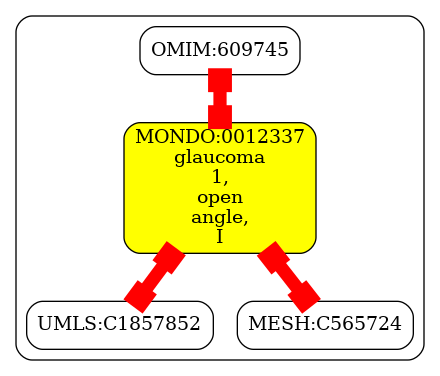 OMIM:609745
MONDO:0012337
glaucoma
1,
open
angle,
I
UMLS:C1857852
MESH:C565724